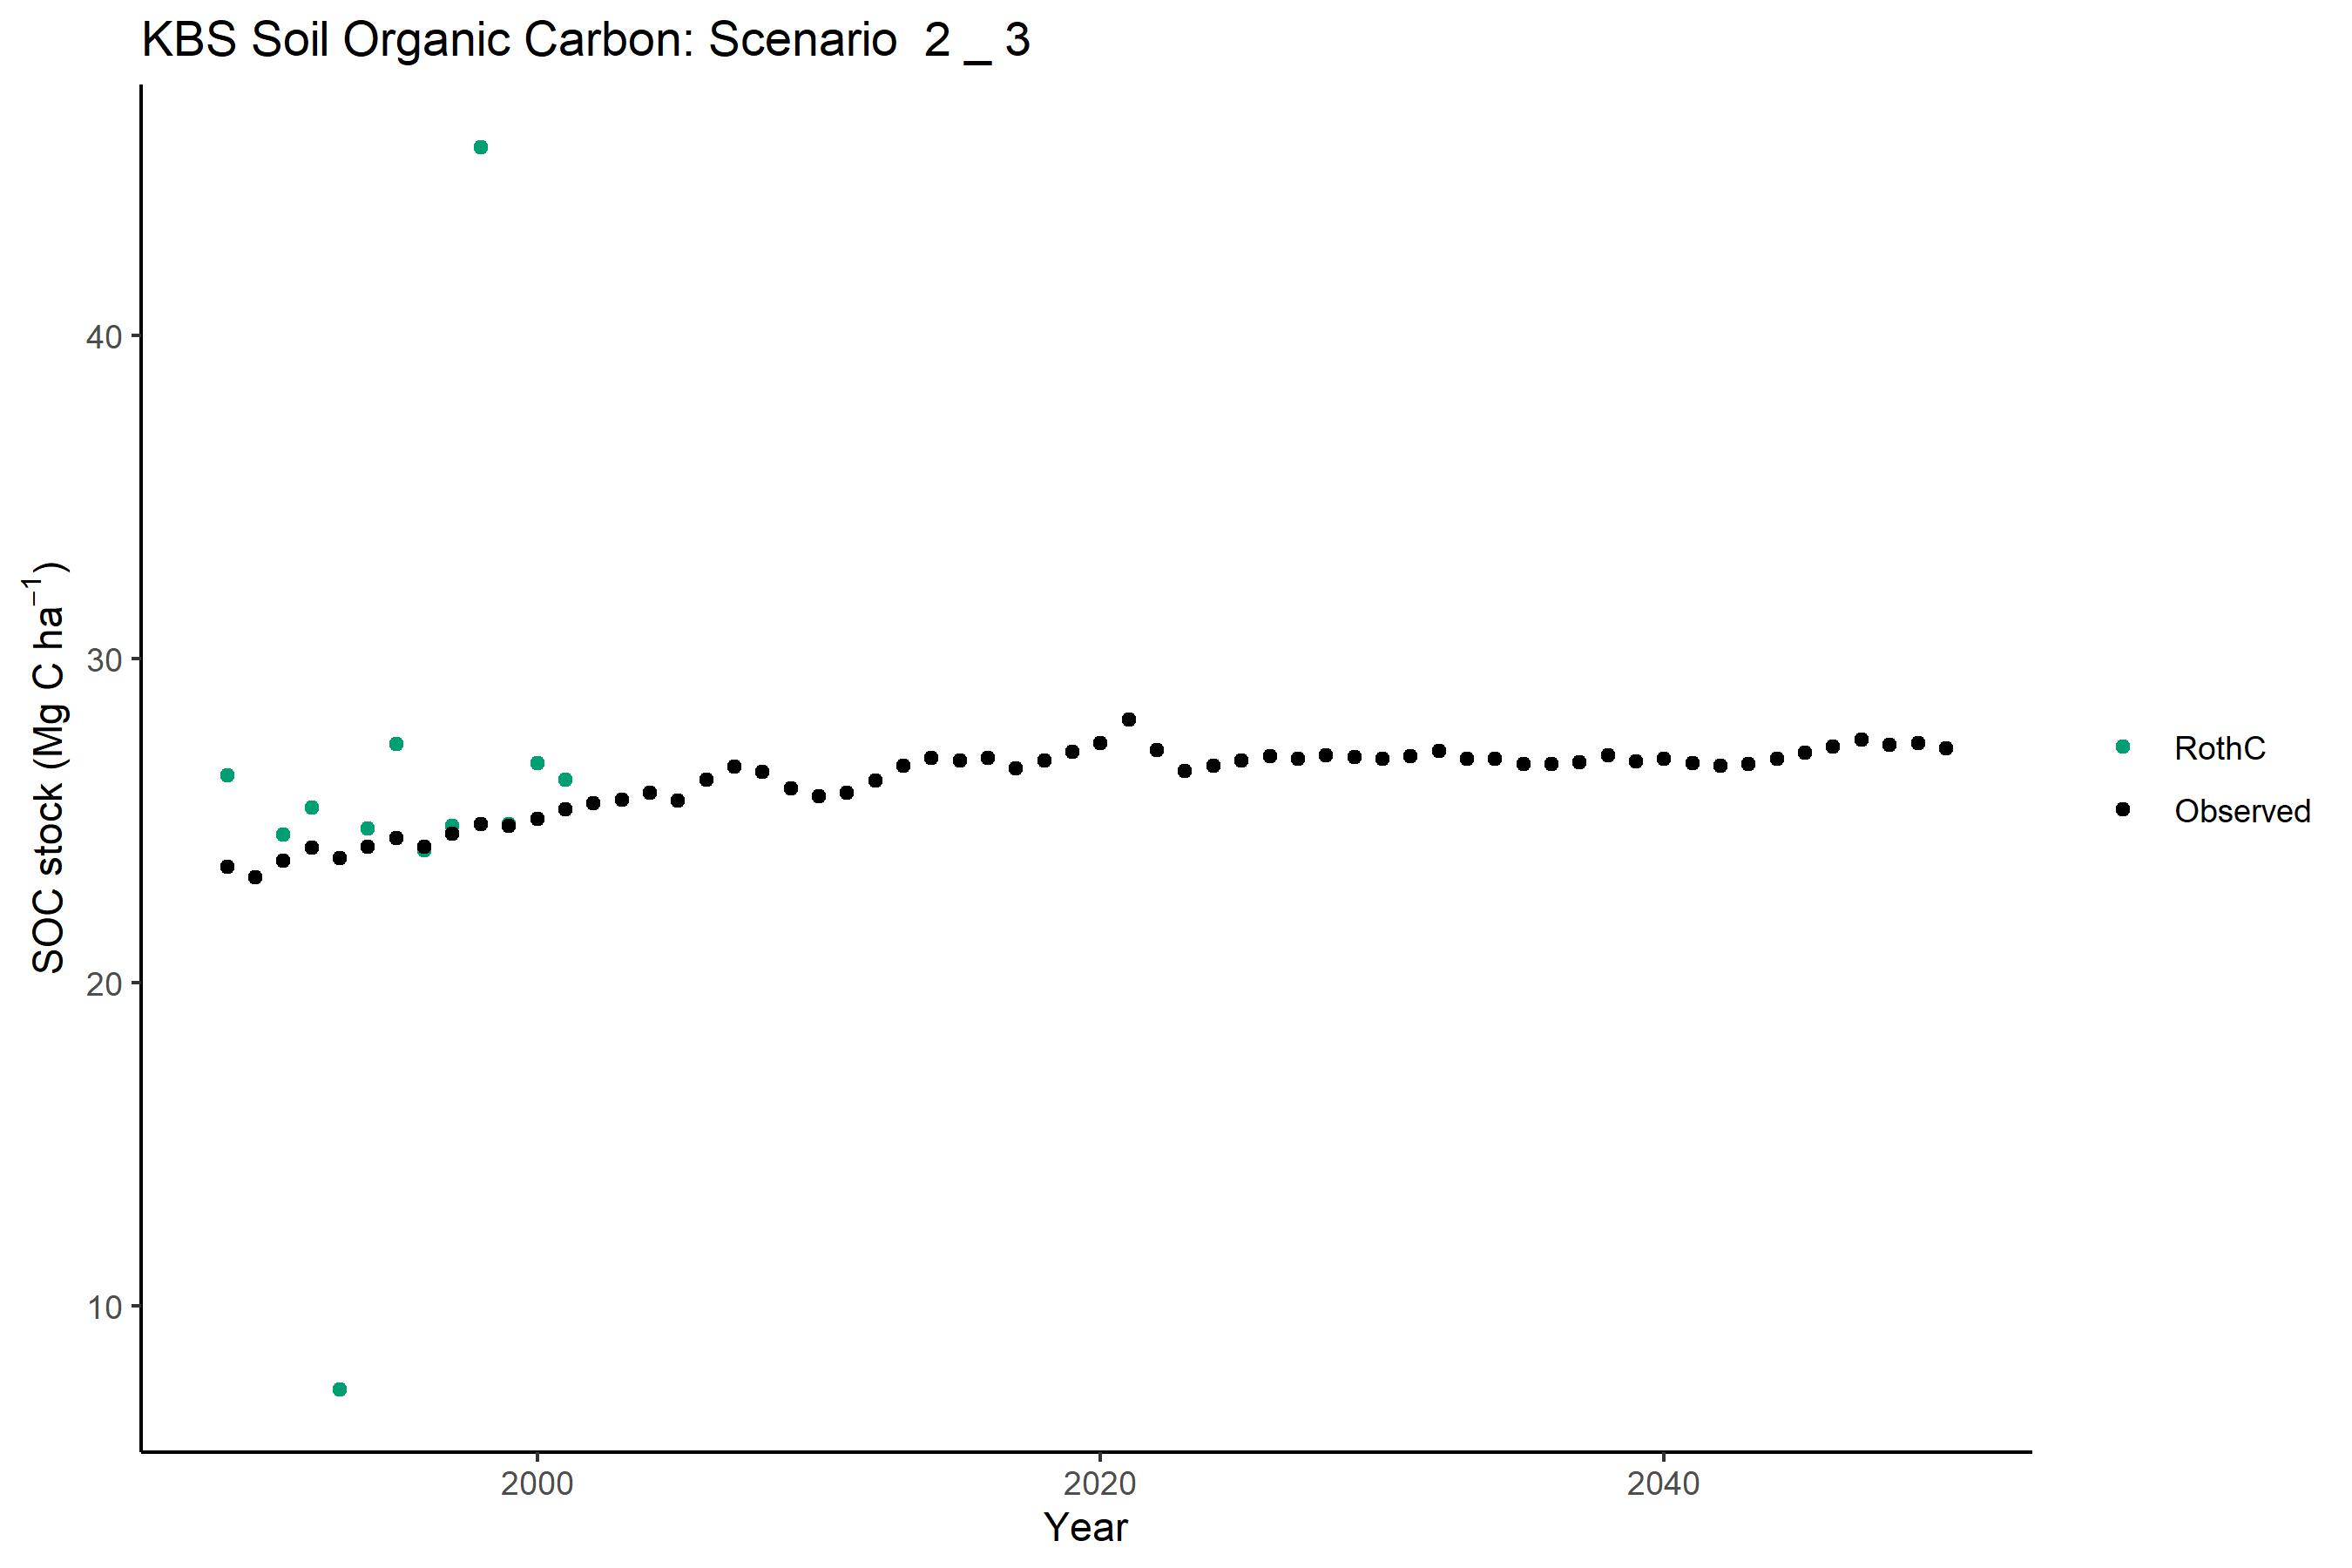 KBS Soil Organic Carbon: Scenario  2 _ 3
SOC stock (Mg C ha⁻¹)
40
30
20
10
2000
2020
2040
Year
RothC
Observed